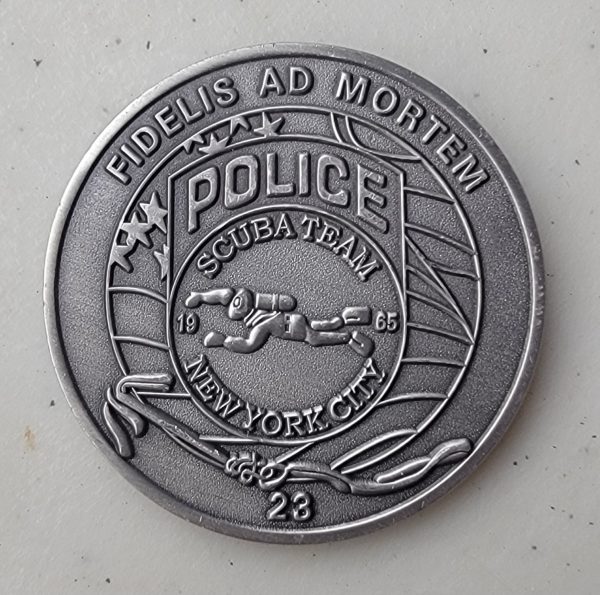 FIDELIS AD MORTEM
POLICE
SCUBA TEAM
19 65
NEW YORK CITY
23